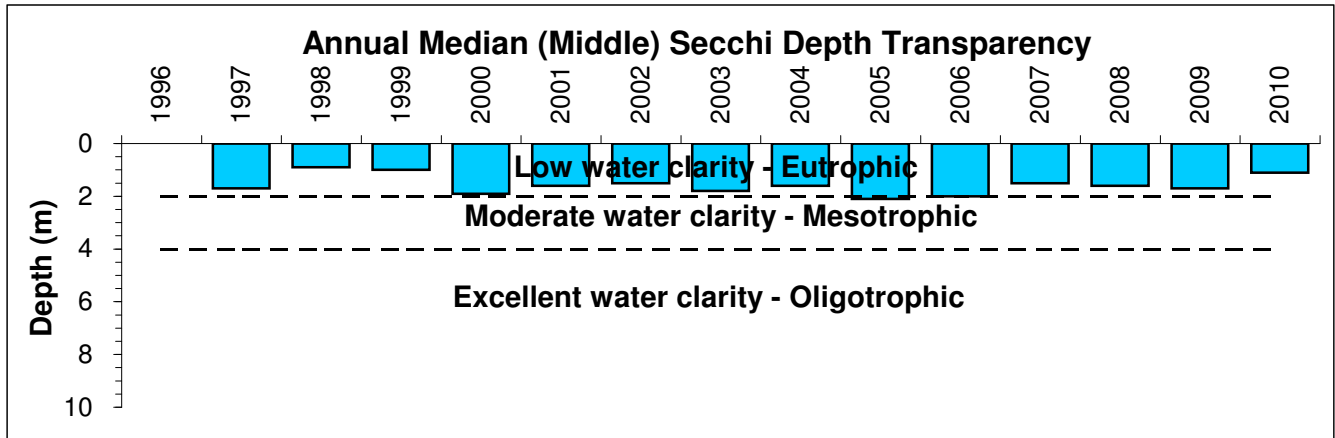 Annual Median (Middle) Secchi Depth Transparency
1996 1997 1998 1999 2000 2001 2002 2003 2004 2005 2006 2007 2008 2009 2010
0
Low water clarity - Eutrophic
2
Moderate water clarity - Mesotrophic
4
Depth (m)
Excellent water clarity - Oligotrophic
6
8
10